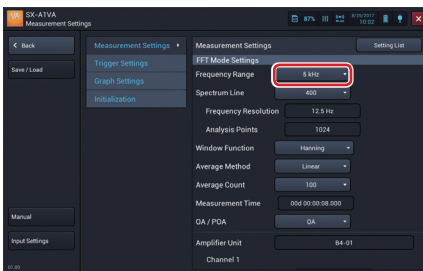 VA
SX-A1VA
Measurement Settings
87%
8/25/2017
10:02
Back
Save / Load
Manual
Input Settings
Measurement Settings
Trigger Settings
Graph Settings
Initialization
Measurement Settings
Setting List
FFT Mode Settings
Frequency Range
5 kHz
Spectrum Line
400
Frequency Resolution
12.5 Hz
Analysis Points
1024
Window Function
Hanning
Average Method
Linear
Average Count
100
Measurement Time
00d 00:00:08.000
OA / POA
OA
Amplifier Unit
B4-01
Channel 1